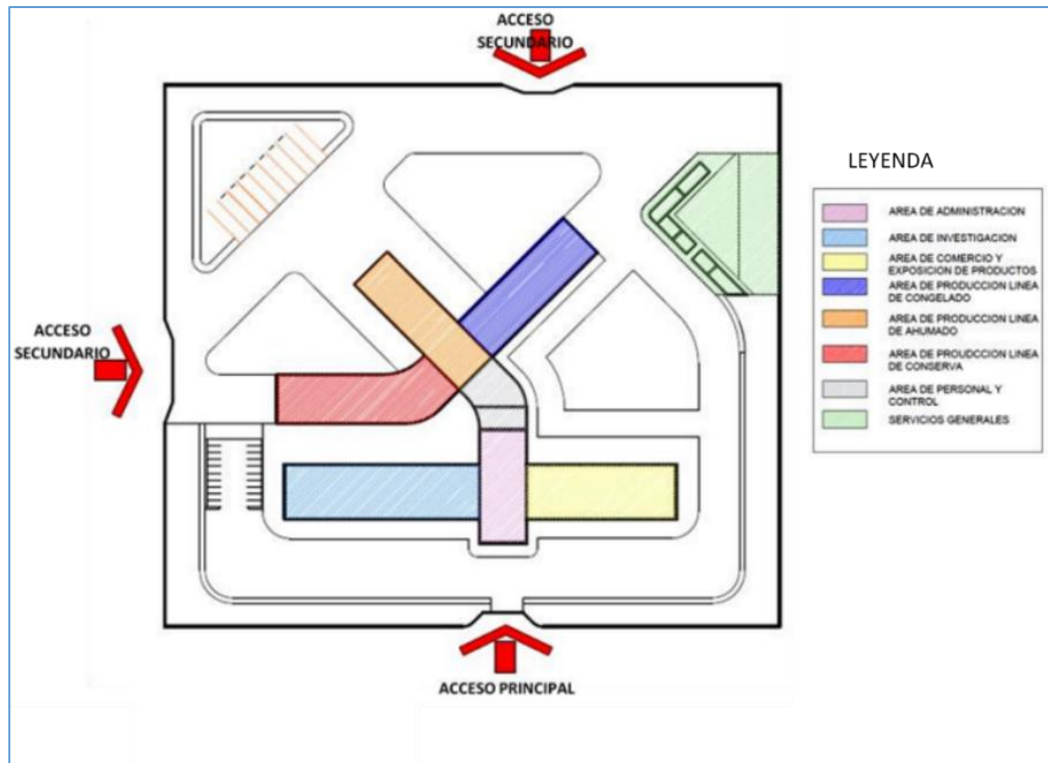 ACCESO
SECUNDARIO
LEYENDA
AREA DE ADMINISTRACION
AREA DE INVESTIGACION
AREA DE COMERCIO Y
EXPOSICION DE PRODUCTOS
AREA DE PRODUCCION LINEA
DE CONGELADO
AREA DE PRODUCCION LINEA
DE AHUMADO
AREA DE PROUDCCION LINEA
DE CONSERVA
AREA DE PERSONAL Y
CONTROL
SERVICIOS GENERALES
ACCESO
SECUNDARIO
ACCESO PRINCIPAL